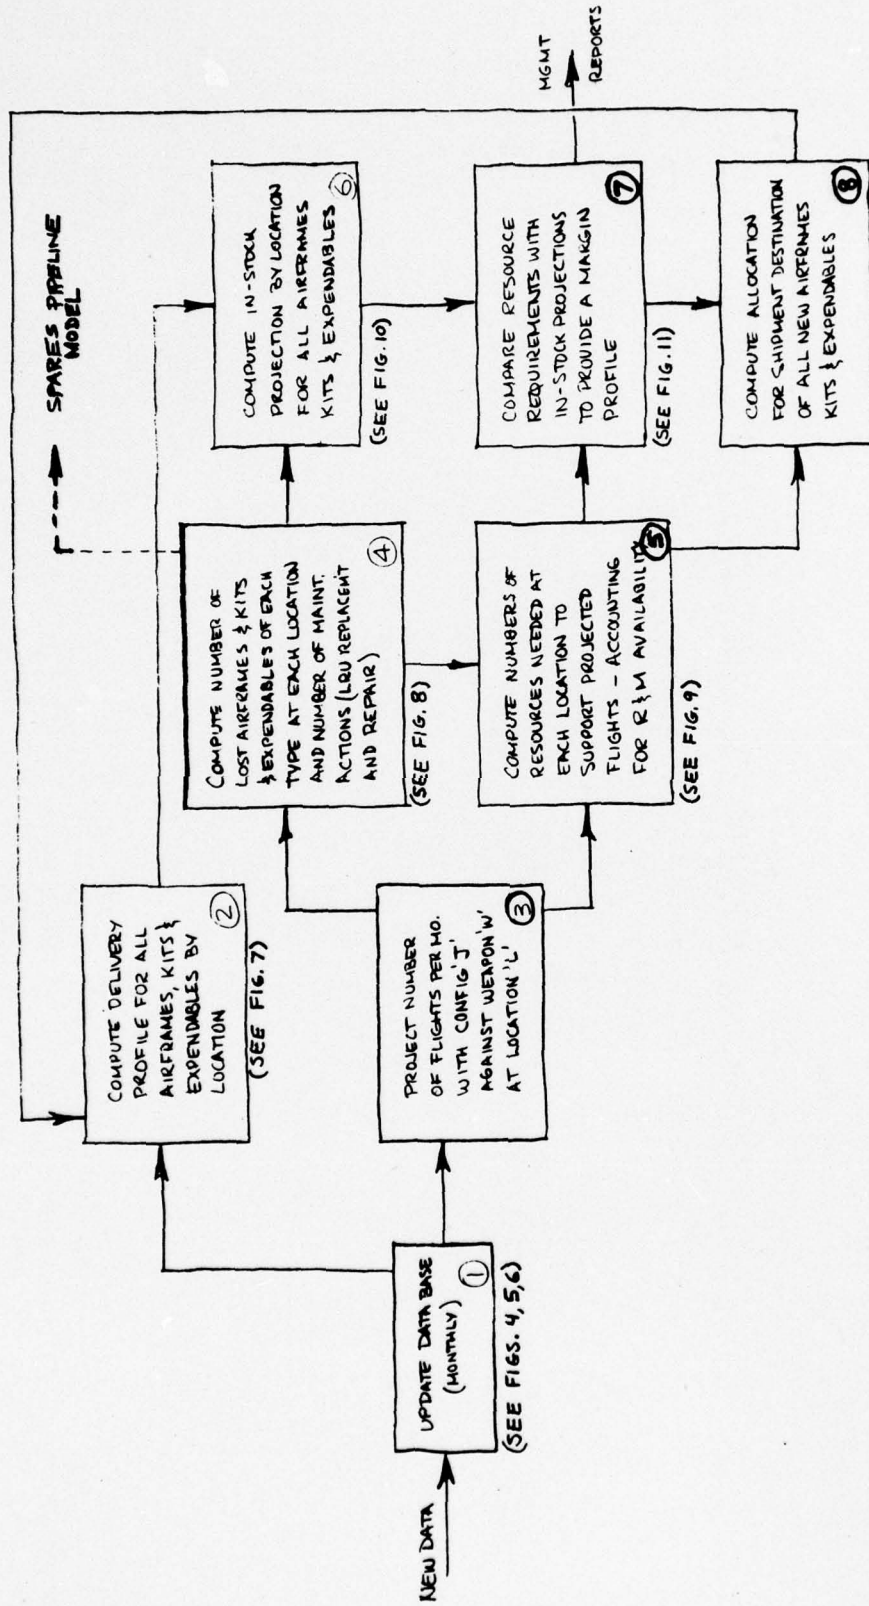 NEW DATA
UPDATE DATA BASE
(MONTHLY)
1
(SEE FIGS. 4,5,6)
COMPUTE DELIVERY
PROFILE FOR ALL
AIRFRAMES, KITS &
EXPENDABLES BY
LOCATION
2
(SEE FIG. 7)
PROJECT NUMBER
OF FLIGHTS PER MO.
WITH CONFIG 'J'
AGAINST WEAPON 'W'
AT LOCATION 'L'
3
SPARES PIPELINE
MODEL
COMPUTE NUMBER OF
LOST AIRFRAMES & KITS
& EXPENDABLES OF EACH
TYPE AT EACH LOCATION
AND NUMBER OF MAINT.
ACTIONS (LRU REPLACEN'T
AND REPAIR)
4
(SEE FIG. 8)
COMPUTE NUMBERS OF
RESOURCES NEEDED AT
EACH LOCATION TO
SUPPORT PROJECTED
FLIGHTS - ACCOUNTING
FOR R & M AVAILABILITY
5
(SEE FIG. 9)
COMPUTE IN-STOCK
PROJECTION BY LOCATION
FOR ALL AIRFRAMES
KITS & EXPENDABLES
6
(SEE FIG. 10)
COMPARE RESOURCE
REQUIREMENTS WITH
IN-STOCK PROJECTIONS
TO PROVIDE A MARGIN
PROFILE
7
(SEE FIG. 11)
MGMT
REPORTS
COMPUTE ALLOCATION
FOR SHIPMENT DESTINATION
OF ALL NEW AIRFRAMES
KITS & EXPENDABLES
8